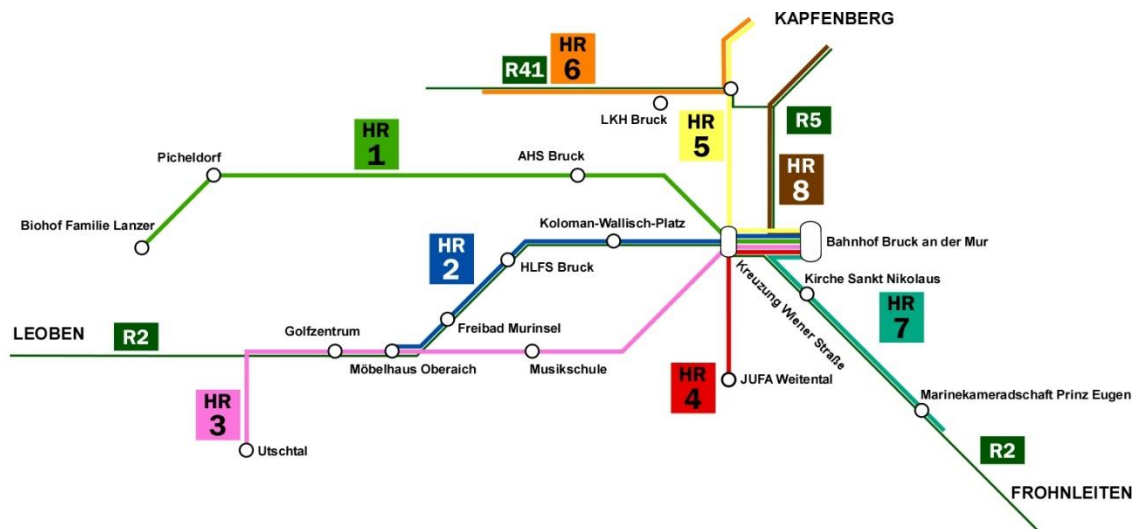 KAPFENBERG
HR
6
R41
LKH Bruck
HR
5
R5
HR
1
Picheldorf
AHS Bruck
HR
8
Biohof Familie Lanzer
Koloman-Wallisch-Platz
HR
2
HLFS Bruck
Bahnhof Bruck an der Mur
Kreuzung Wiener Straße
Kirche Sankt Nikolaus
HR
7
LEOBEN
R2
Golfzentrum
Freibad Murinsel
Möbelhaus Oberaich
Musikschule
HR
4
JUFA Weitental
HR
3
Marinekameradschaft Prinz Eugen
Utschtal
R2
FROHNLEITEN